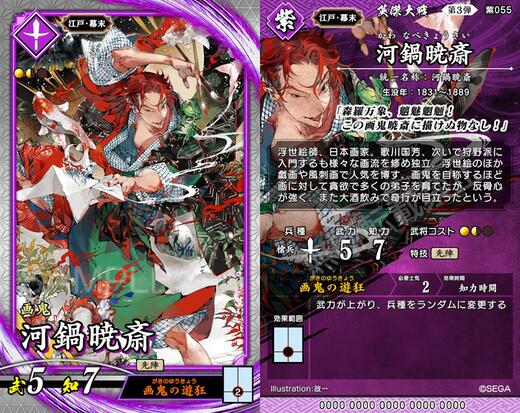 江戸・幕末
画鬼
河鍋暁斎
先陣
武5 知7
がきのゆうきょう
画鬼の遊狂
2
紫
江戸・幕末
英傑大戦
第3弾
紫055
かわ なべきょうさい
河鍋暁斎
統一名称:河鍋暁斎
生没年:1831~1889
「森羅万象、魑魅魍魎!
この画鬼暁斎に描けぬ物なし!」
浮世絵師、日本画家。歌川国芳、次いで狩野派に
入門するも様々な画流を修め独立。浮世絵のほか
戯画や風刺画で人気を博す。画鬼を自称するほど
画に対して貪欲で多くの弟子を育てたが、反骨心
が強く、また大酒飲みで奇行が目立ったという。
兵種 武力 知力 武将コスト
槍兵 5 7
特技 先陣
がきのゆうきょう
画鬼の遊狂
必要士気 2
効果時間 知力時間
武力が上がり、兵種をランダムに変更する
効果範囲
Illustration:故一
©SEGA
0000 0000 0000 0000 0000